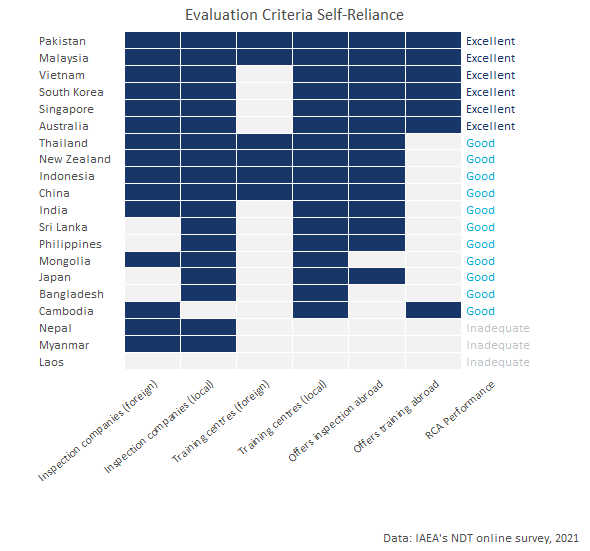 Evaluation Criteria Self-Reliance
Pakistan Excellent
Malaysia Excellent
Vietnam Excellent
South Korea Excellent
Singapore Excellent
Australia Excellent
Thailand Good
New Zealand Good
Indonesia Good
China Good
India Good
Sri Lanka Good
Philippines Good
Mongolia Good
Japan Good
Bangladesh Good
Cambodia Good
Nepal Inadequate
Myanmar Inadequate
Laos Inadequate
Inspection companies (foreign)
Inspection companies (local)
Training centres (foreign)
Training centres (local)
Offers inspection abroad
Offers training abroad
RCA Performance
Data: IAEA's NDT online survey, 2021